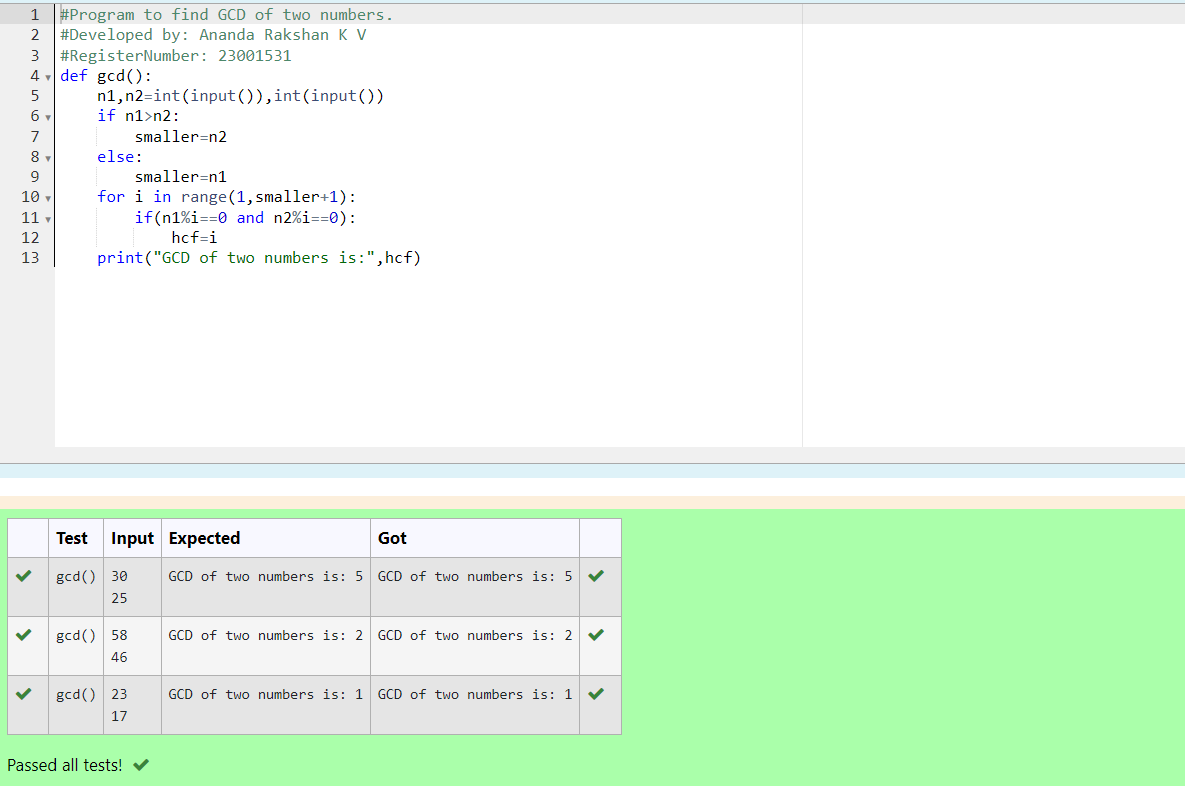 1 #Program to find GCD of two numbers.
2 #Developed by: Ananda Rakshan K V
3 #RegisterNumber: 23001531
4 def gcd():
5     n1,n2=int(input()),int(input())
6     if n1>n2:
7         smaller=n2
8     else:
9         smaller=n1
10     for i in range(1,smaller+1):
11         if(n1%i==0 and n2%i==0):
12             hcf=i
13     print("GCD of two numbers is:",hcf)
Test Input Expected Got
gcd() 30 GCD of two numbers is: 5 GCD of two numbers is: 5
25
gcd() 58 GCD of two numbers is: 2 GCD of two numbers is: 2
46
gcd() 23 GCD of two numbers is: 1 GCD of two numbers is: 1
17
Passed all tests!